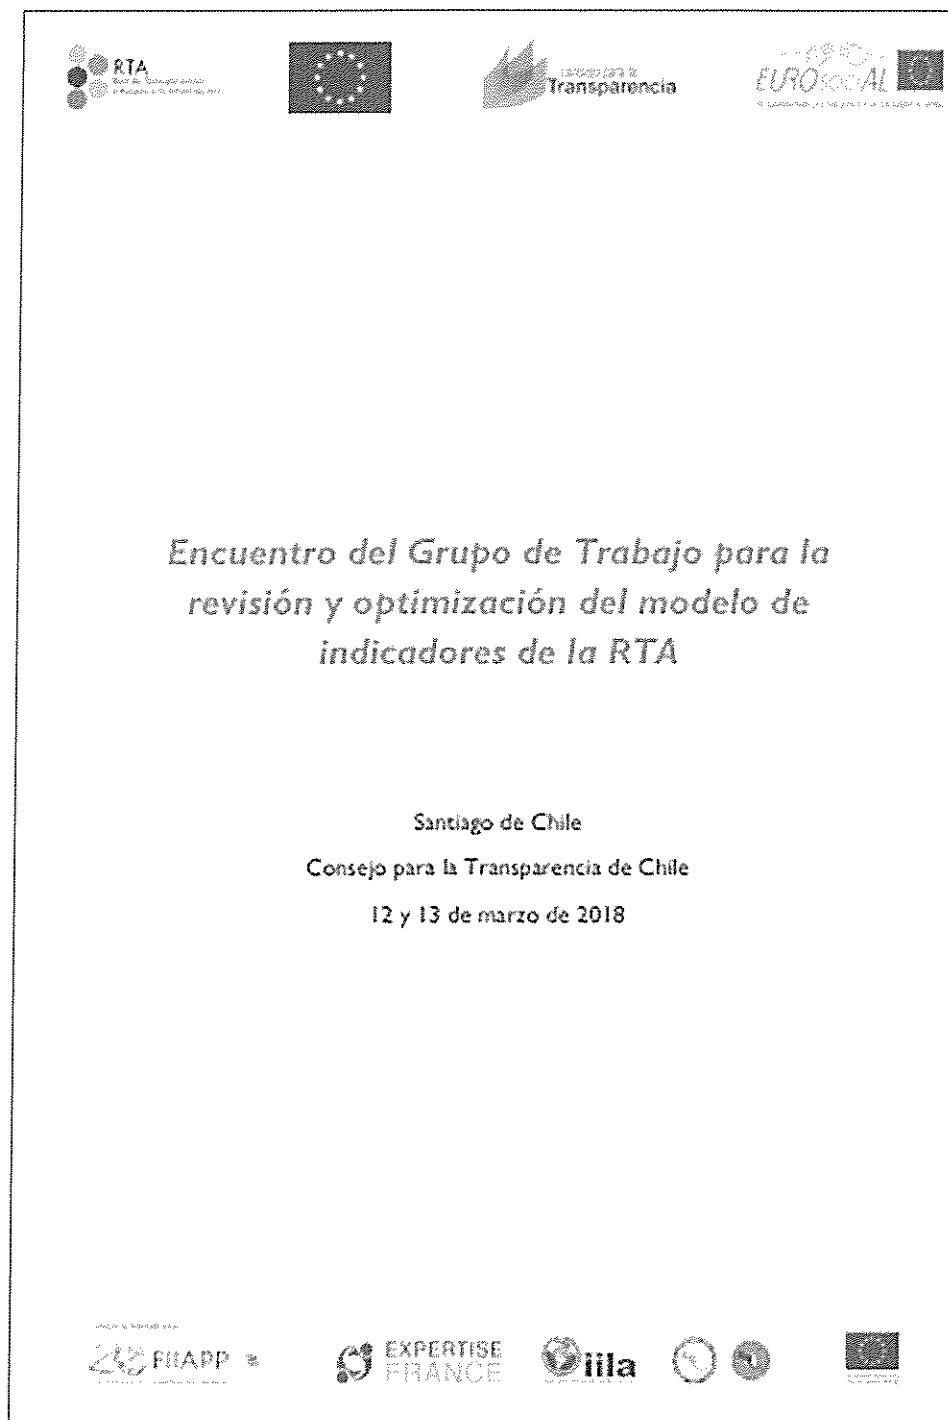 RTA
Transparencia
EUROsociAL
Encuentro del Grupo de Trabajo para la
revisión y optimización del modelo de
indicadores de la RTA
Santiago de Chile
Consejo para la Transparencia de Chile
12 y 13 de marzo de 2018
FIIAPP
EXPERTISE
FRANCE
iila